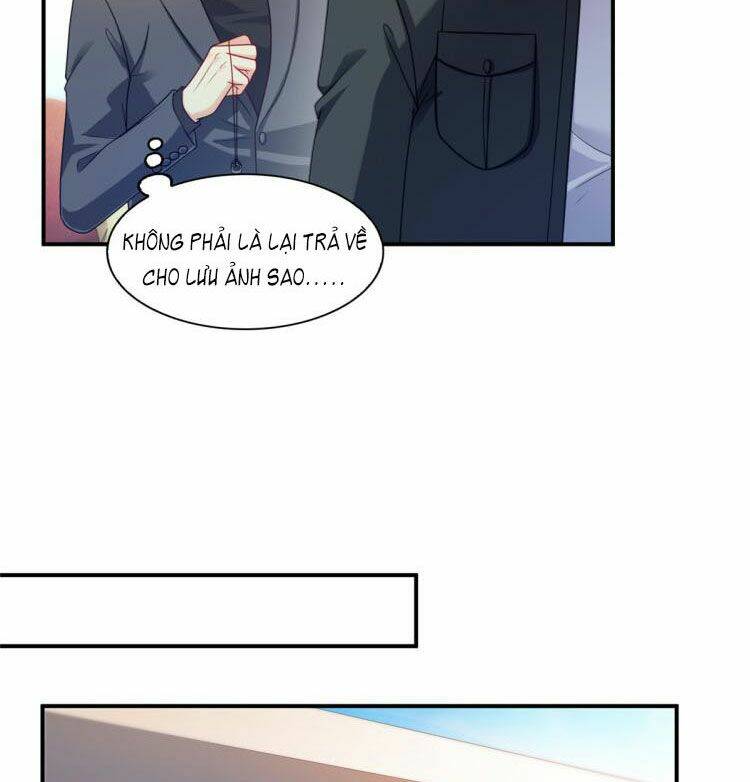 KHÔNG PHẢI LÀ LẠI TRẢ VỀ
CHO LƯU ẢNH SAO.....